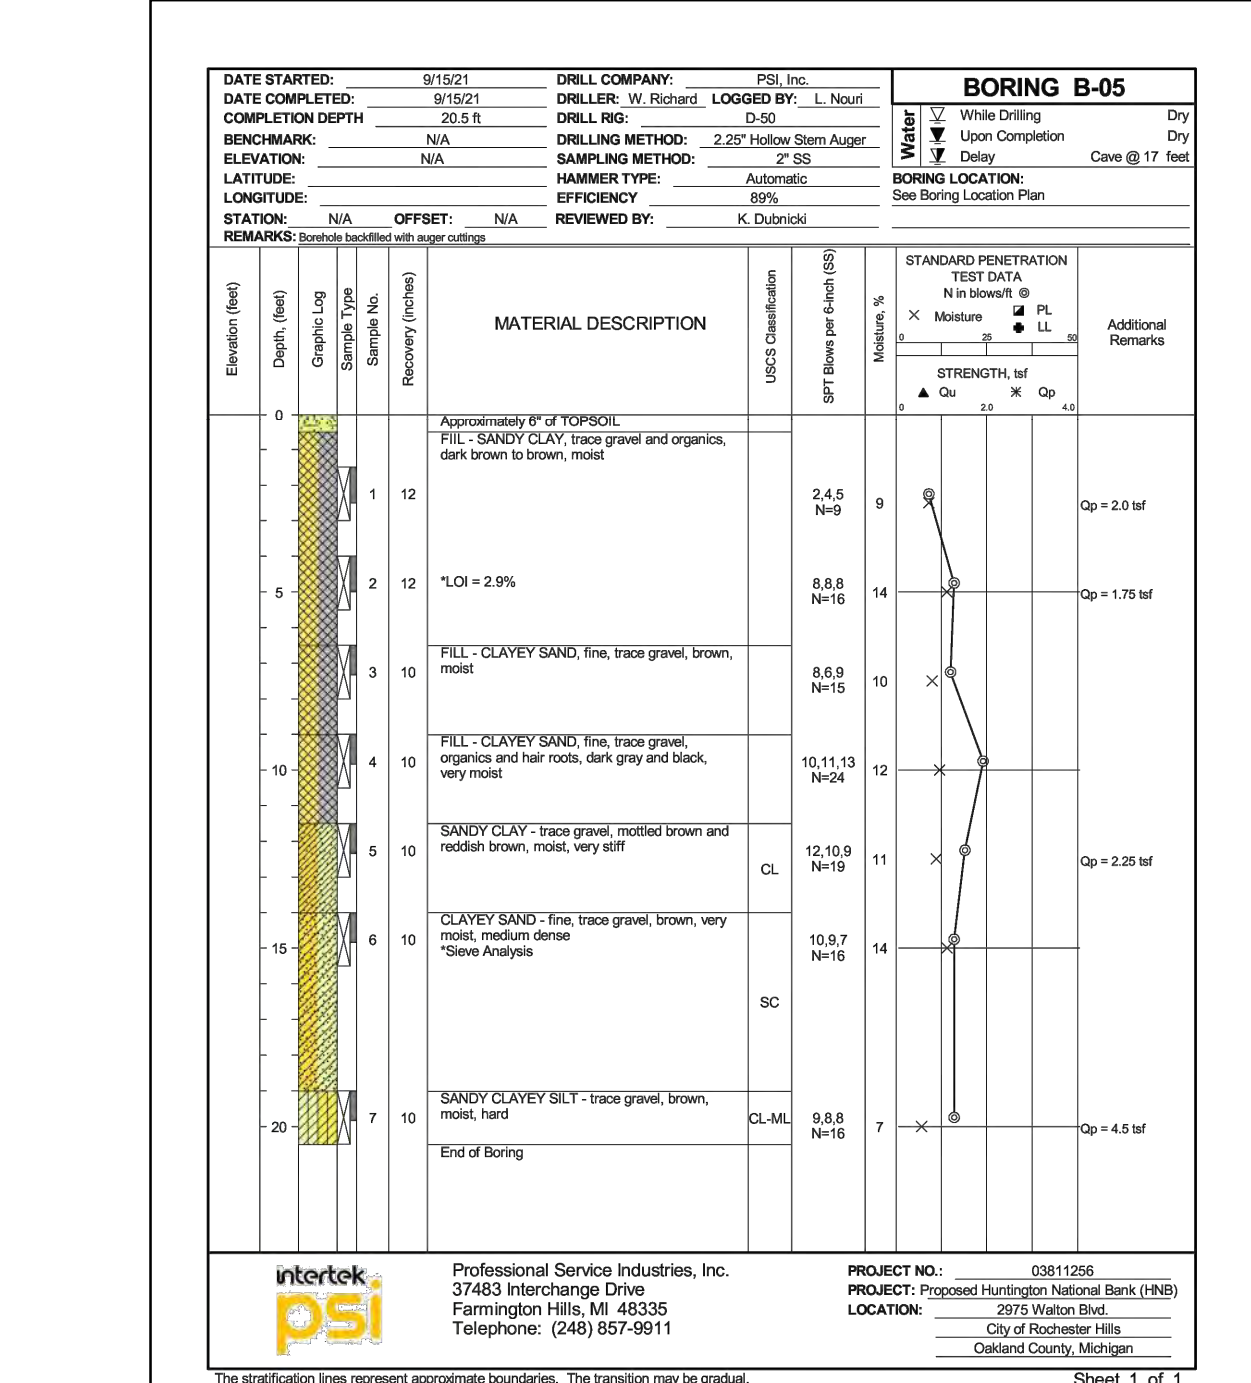 DATE STARTED: 9/15/21
DATE COMPLETED: 9/15/21
COMPLETION DEPTH 20.5 ft
BENCHMARK: N/A
ELEVATION: N/A
LATITUDE:
LONGITUDE:
STATION: N/A OFFSET: N/A
REMARKS: Borehole backfilled with auger cuttings
DRILL COMPANY: PSI, Inc.
DRILLER: W. Richard LOGGED BY: L. Nouri
DRILL RIG: D-50
DRILLING METHOD: 2.25" Hollow Stem Auger
SAMPLING METHOD: 2" SS
HAMMER TYPE: Automatic
EFFICIENCY 89%
REVIEWED BY: K. Dubnicki
BORING B-05
Water
While Drilling Dry
Upon Completion Dry
Delay Cave @ 17 feet
BORING LOCATION:
See Boring Location Plan
Elevation (feet)
Depth, (feet)
Graphic Log
Sample Type
Sample No.
Recovery (inches)
MATERIAL DESCRIPTION
USCS Classification
SPT Blows per 6-inch (SS)
Moisture, %
STANDARD PENETRATION
TEST DATA
N in blows/ft
Moisture PL
LL
0 25 50
STRENGTH, tsf
Qu Qp
0 2.0 4.0
Additional
Remarks
0
Approximately 6" of TOPSOIL
FIIL - SANDY CLAY, trace gravel and organics,
dark brown to brown, moist
1 12 2,4,5
N=9 9 Qp = 2.0 tsf
2 12 *LOI = 2.9% 8,8,8
5 N=16 14 Qp = 1.75 tsf
FILL - CLAYEY SAND, fine, trace gravel, brown,
moist
3 10 8,6,9
N=15 10
FILL - CLAYEY SAND, fine, trace gravel,
organics and hair roots, dark gray and black,
very moist
4 10 10,11,13
10 N=24 12
SANDY CLAY - trace gravel, mottled brown and
reddish brown, moist, very stiff
5 10 12,10,9
CL N=19 11 Qp = 2.25 tsf
CLAYEY SAND - fine, trace gravel, brown, very
moist, medium dense
*Sieve Analysis
6 10 10,9,7
15 N=16 14
SC
SANDY CLAYEY SILT - trace gravel, brown,
moist, hard
7 10 CL-ML 9,8,8
20 N=16 7 Qp = 4.5 tsf
End of Boring
intertek
psi
Professional Service Industries, Inc.
37483 Interchange Drive
Farmington Hills, MI 48335
Telephone: (248) 857-9911
PROJECT NO.: 03811256
PROJECT: Proposed Huntington National Bank (HNB)
LOCATION: 2975 Walton Blvd.
City of Rochester Hills
Oakland County, Michigan
The stratification lines represent approximate boundaries. The transition may be gradual.
Sheet 1 of 1